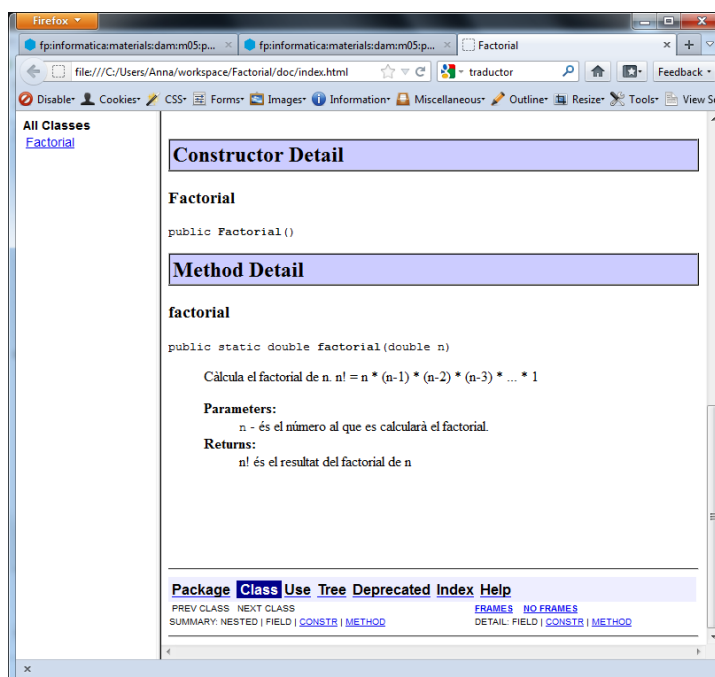 Firefox
fp:informatica:materials:dam:m05:p...
fp:informatica:materials:dam:m05:p...
Factorial
file:///C:/Users/Anna/workspace/Factorial/doc/index.html
traductor
Feedback
Disable
Cookies
CSS
Forms
Images
Information
Miscellaneous
Outline
Resize
Tools
View S
All Classes
Factorial
Constructor Detail
Factorial
public Factorial()
Method Detail
factorial
public static double factorial(double n)
Càlcula el factorial de n. n! = n * (n-1) * (n-2) * (n-3) * ... * 1
Parameters:
n - és el número al que es calcularà el factorial.
Returns:
n! és el resultat del factorial de n
Package Class Use Tree Deprecated Index Help
PREV CLASS NEXT CLASS
FRAMES NO FRAMES
SUMMARY: NESTED | FIELD | CONSTR | METHOD
DETAIL: FIELD | CONSTR | METHOD